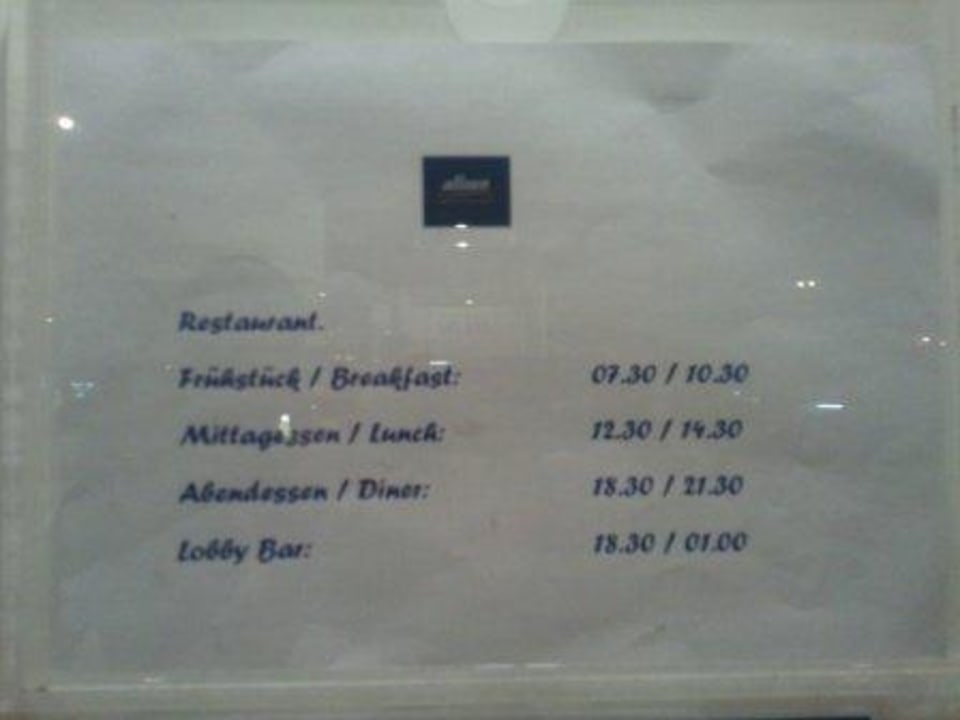 Restaurant.
Frühstück / Breakfast: 07.30 / 10.30
Mittagessen / Lunch: 12.30 / 14.30
Abendessen / Diner: 18.30 / 21.30
Lobby Bar: 18.30 / 01.00